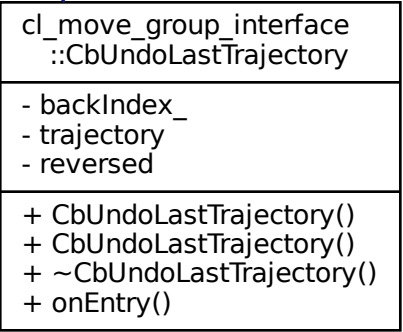 cl_move_group_interface
::CbUndoLastTrajectory
- backIndex_
- trajectory
- reversed
+ CbUndoLastTrajectory()
+ CbUndoLastTrajectory()
+ ~CbUndoLastTrajectory()
+ onEntry()